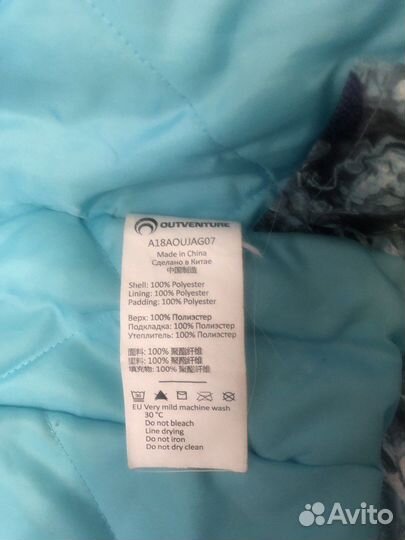 OUTVENTURE
A18AOUJAG07
Made in China
Сделано в Китае
中国制造
Shell: 100% Polyester
Lining: 100% Polyester
Padding: 100% Polyester
Верх: 100% Полиэстер
Подкладка: 100% Полиэстер
Утеплитель: 100% Полиэстер
面料: 100% 聚酯纤维
里料: 100% 聚酯纤维
填充物: 100% 聚酯纤维
EU Very mild machine wash
30 °C
Do not bleach
Line drying
Do not iron
Do not dry clean
Avito